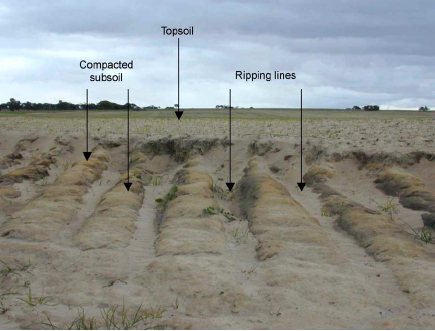 Topsoil
Compacted
subsoil
Ripping lines